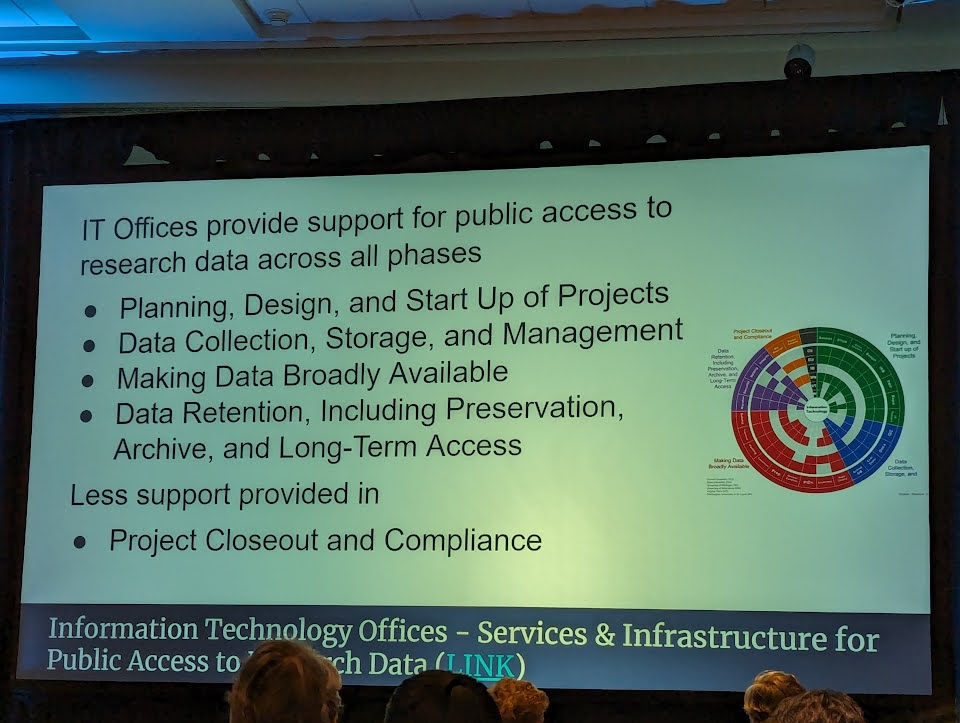 IT Offices provide support for public access to
research data across all phases
● Planning, Design, and Start Up of Projects
● Data Collection, Storage, and Management
● Making Data Broadly Available
● Data Retention, Including Preservation,
Archive, and Long-Term Access
Less support provided in
● Project Closeout and Compliance
Project Closeout
and Compliance
Planning,
Design, and
Start up of
Projects
Data
Retention,
Including
Preservation,
Archive, and
Long-Term
Access
Information
Technology
Making Data
Broadly Available
Data
Collection,
Storage, and
Information Technology Offices - Services & Infrastructure for
Public Access to Data (LINK)